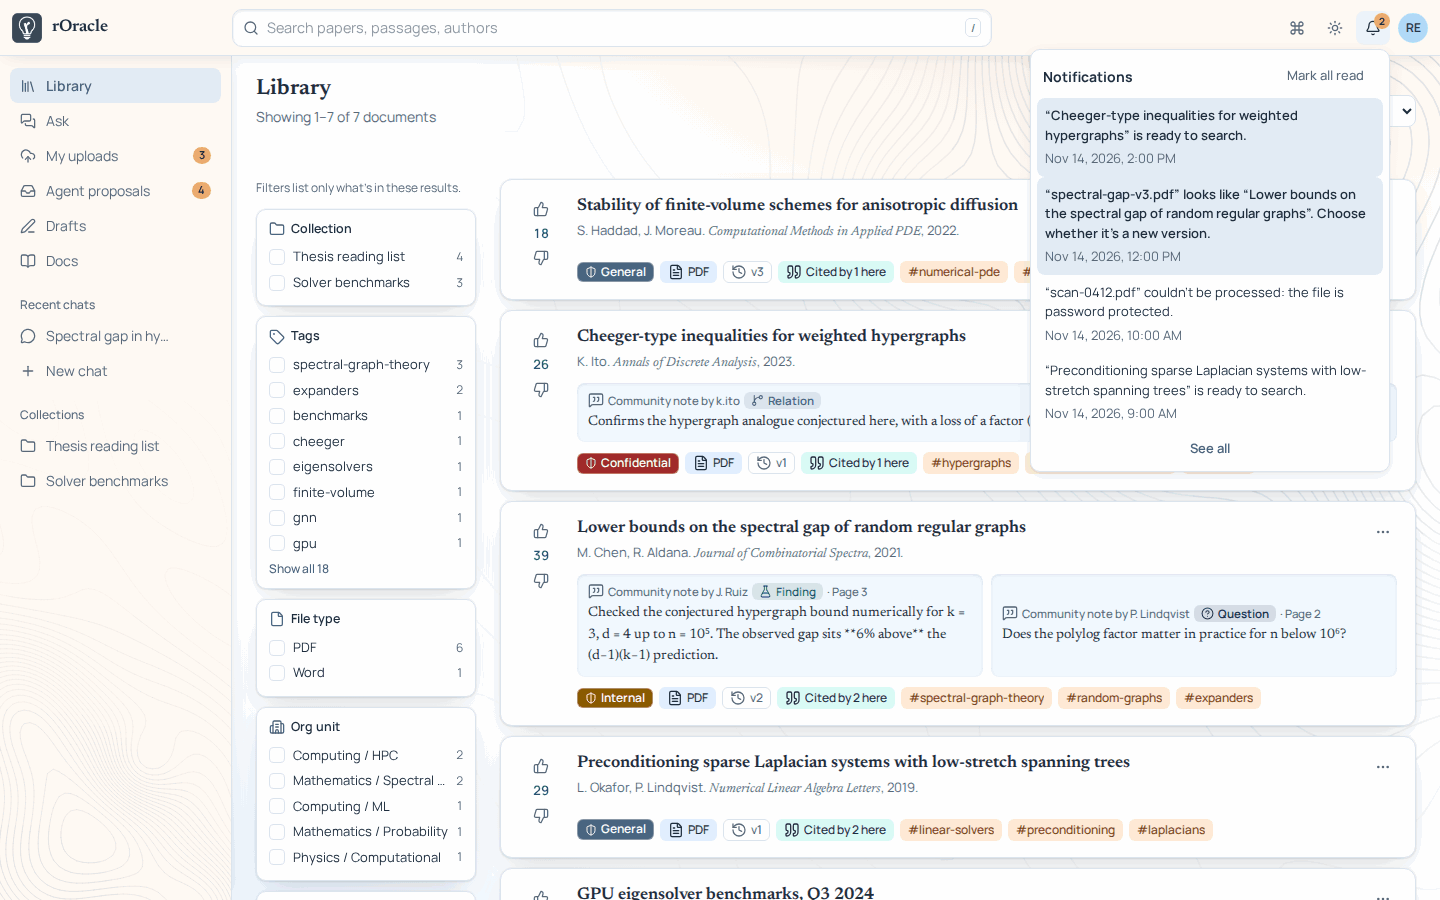 rOracle
Search papers, passages, authors
/
2
RE
Library
Ask
My uploads
3
Agent proposals
4
Drafts
Docs
Recent chats
Spectral gap in hy...
New chat
Collections
Thesis reading list
Solver benchmarks
Library
Showing 1–7 of 7 documents
Filters list only what's in these results.
Collection
Thesis reading list 4
Solver benchmarks 3
Tags
spectral-graph-theory 3
expanders 2
benchmarks 1
cheeger 1
eigensolvers 1
finite-volume 1
gnn 1
gpu 1
Show all 18
File type
PDF 6
Word 1
Org unit
Computing / HPC 2
Mathematics / Spectral ... 2
Computing / ML 1
Mathematics / Probability 1
Physics / Computational 1
Stability of finite-volume schemes for anisotropic diffusion
18
S. Haddad, J. Moreau. Computational Methods in Applied PDE, 2022.
General PDF v3 Cited by 1 here #numerical-pde #
Cheeger-type inequalities for weighted hypergraphs
26
K. Ito. Annals of Discrete Analysis, 2023.
Community note by k.ito Relation
Confirms the hypergraph analogue conjectured here, with a loss of a factor (
Confidential PDF v1 Cited by 1 here #hypergraphs
Lower bounds on the spectral gap of random regular graphs
39
M. Chen, R. Aldana. Journal of Combinatorial Spectra, 2021.
Community note by J. Ruiz Finding · Page 3
Checked the conjectured hypergraph bound numerically for k =
3, d = 4 up to n = 10⁵. The observed gap sits **6% above** the
(d−1)(k−1) prediction.
Community note by P. Lindqvist Question · Page 2
Does the polylog factor matter in practice for n below 10⁶?
Internal PDF v2 Cited by 2 here #spectral-graph-theory #random-graphs #expanders
Preconditioning sparse Laplacian systems with low-stretch spanning trees
29
L. Okafor, P. Lindqvist. Numerical Linear Algebra Letters, 2019.
General PDF v1 Cited by 2 here #linear-solvers #preconditioning #laplacians
GPU eigensolver benchmarks, Q3 2024
Notifications
Mark all read
“Cheeger-type inequalities for weighted
hypergraphs” is ready to search.
Nov 14, 2026, 2:00 PM
“spectral-gap-v3.pdf” looks like “Lower bounds on
the spectral gap of random regular graphs”. Choose
whether it's a new version.
Nov 14, 2026, 12:00 PM
“scan-0412.pdf” couldn't be processed: the file is
password protected.
Nov 14, 2026, 10:00 AM
“Preconditioning sparse Laplacian systems with low-
stretch spanning trees” is ready to search.
Nov 14, 2026, 9:00 AM
See all